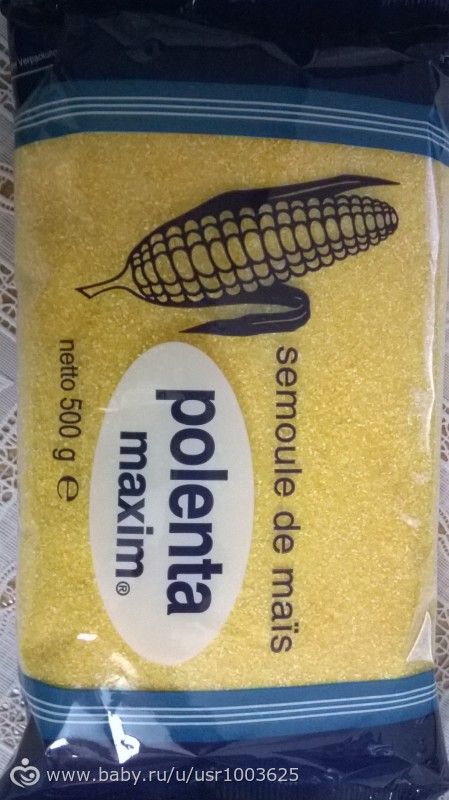 semoule de maïs
polenta
maxim®
netto 500 g e
www.baby.ru/u/usr1003625